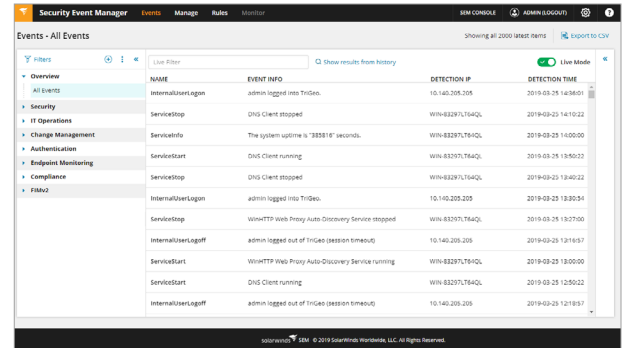 Security Event Manager Events Manage Rules Monitor SEM CONSOLE ADMIN (LOGOUT)
Events - All Events Showing all 2000 latest items Export to CSV
Filters Live Filter Show results from history Live Mode
Overview
All Events
Security
IT Operations
Change Management
Authentication
Endpoint Monitoring
Compliance
FIMv2
NAME EVENT INFO DETECTION IP DETECTION TIME
InternalUserLogon admin logged into TriGeo. 10.140.205.205 2019-03-25 14:36:01
ServiceStop DNS Client stopped WIN-83297LT64QL 2019-03-25 14:10:22
ServiceInfo The system uptime is "385816" seconds. WIN-83297LT64QL 2019-03-25 14:00:00
ServiceStart DNS Client running WIN-83297LT64QL 2019-03-25 13:50:22
ServiceStop DNS Client stopped WIN-83297LT64QL 2019-03-25 13:40:22
InternalUserLogon admin logged into TriGeo. 10.140.205.205 2019-03-25 13:30:54
ServiceStop WinHTTP Web Proxy Auto-Discovery Service stopped WIN-83297LT64QL 2019-03-25 13:27:00
InternalUserLogoff admin logged out of TriGeo (session timeout) 10.140.205.205 2019-03-25 13:16:57
ServiceStart WinHTTP Web Proxy Auto-Discovery Service running WIN-83297LT64QL 2019-03-25 13:00:00
ServiceStart DNS Client running WIN-83297LT64QL 2019-03-25 12:50:22
InternalUserLogoff admin logged out of TriGeo (session timeout) 10.140.205.205 2019-03-25 12:18:57
solarwinds SEM © 2019 SolarWinds Worldwide, LLC. All Rights Reserved.